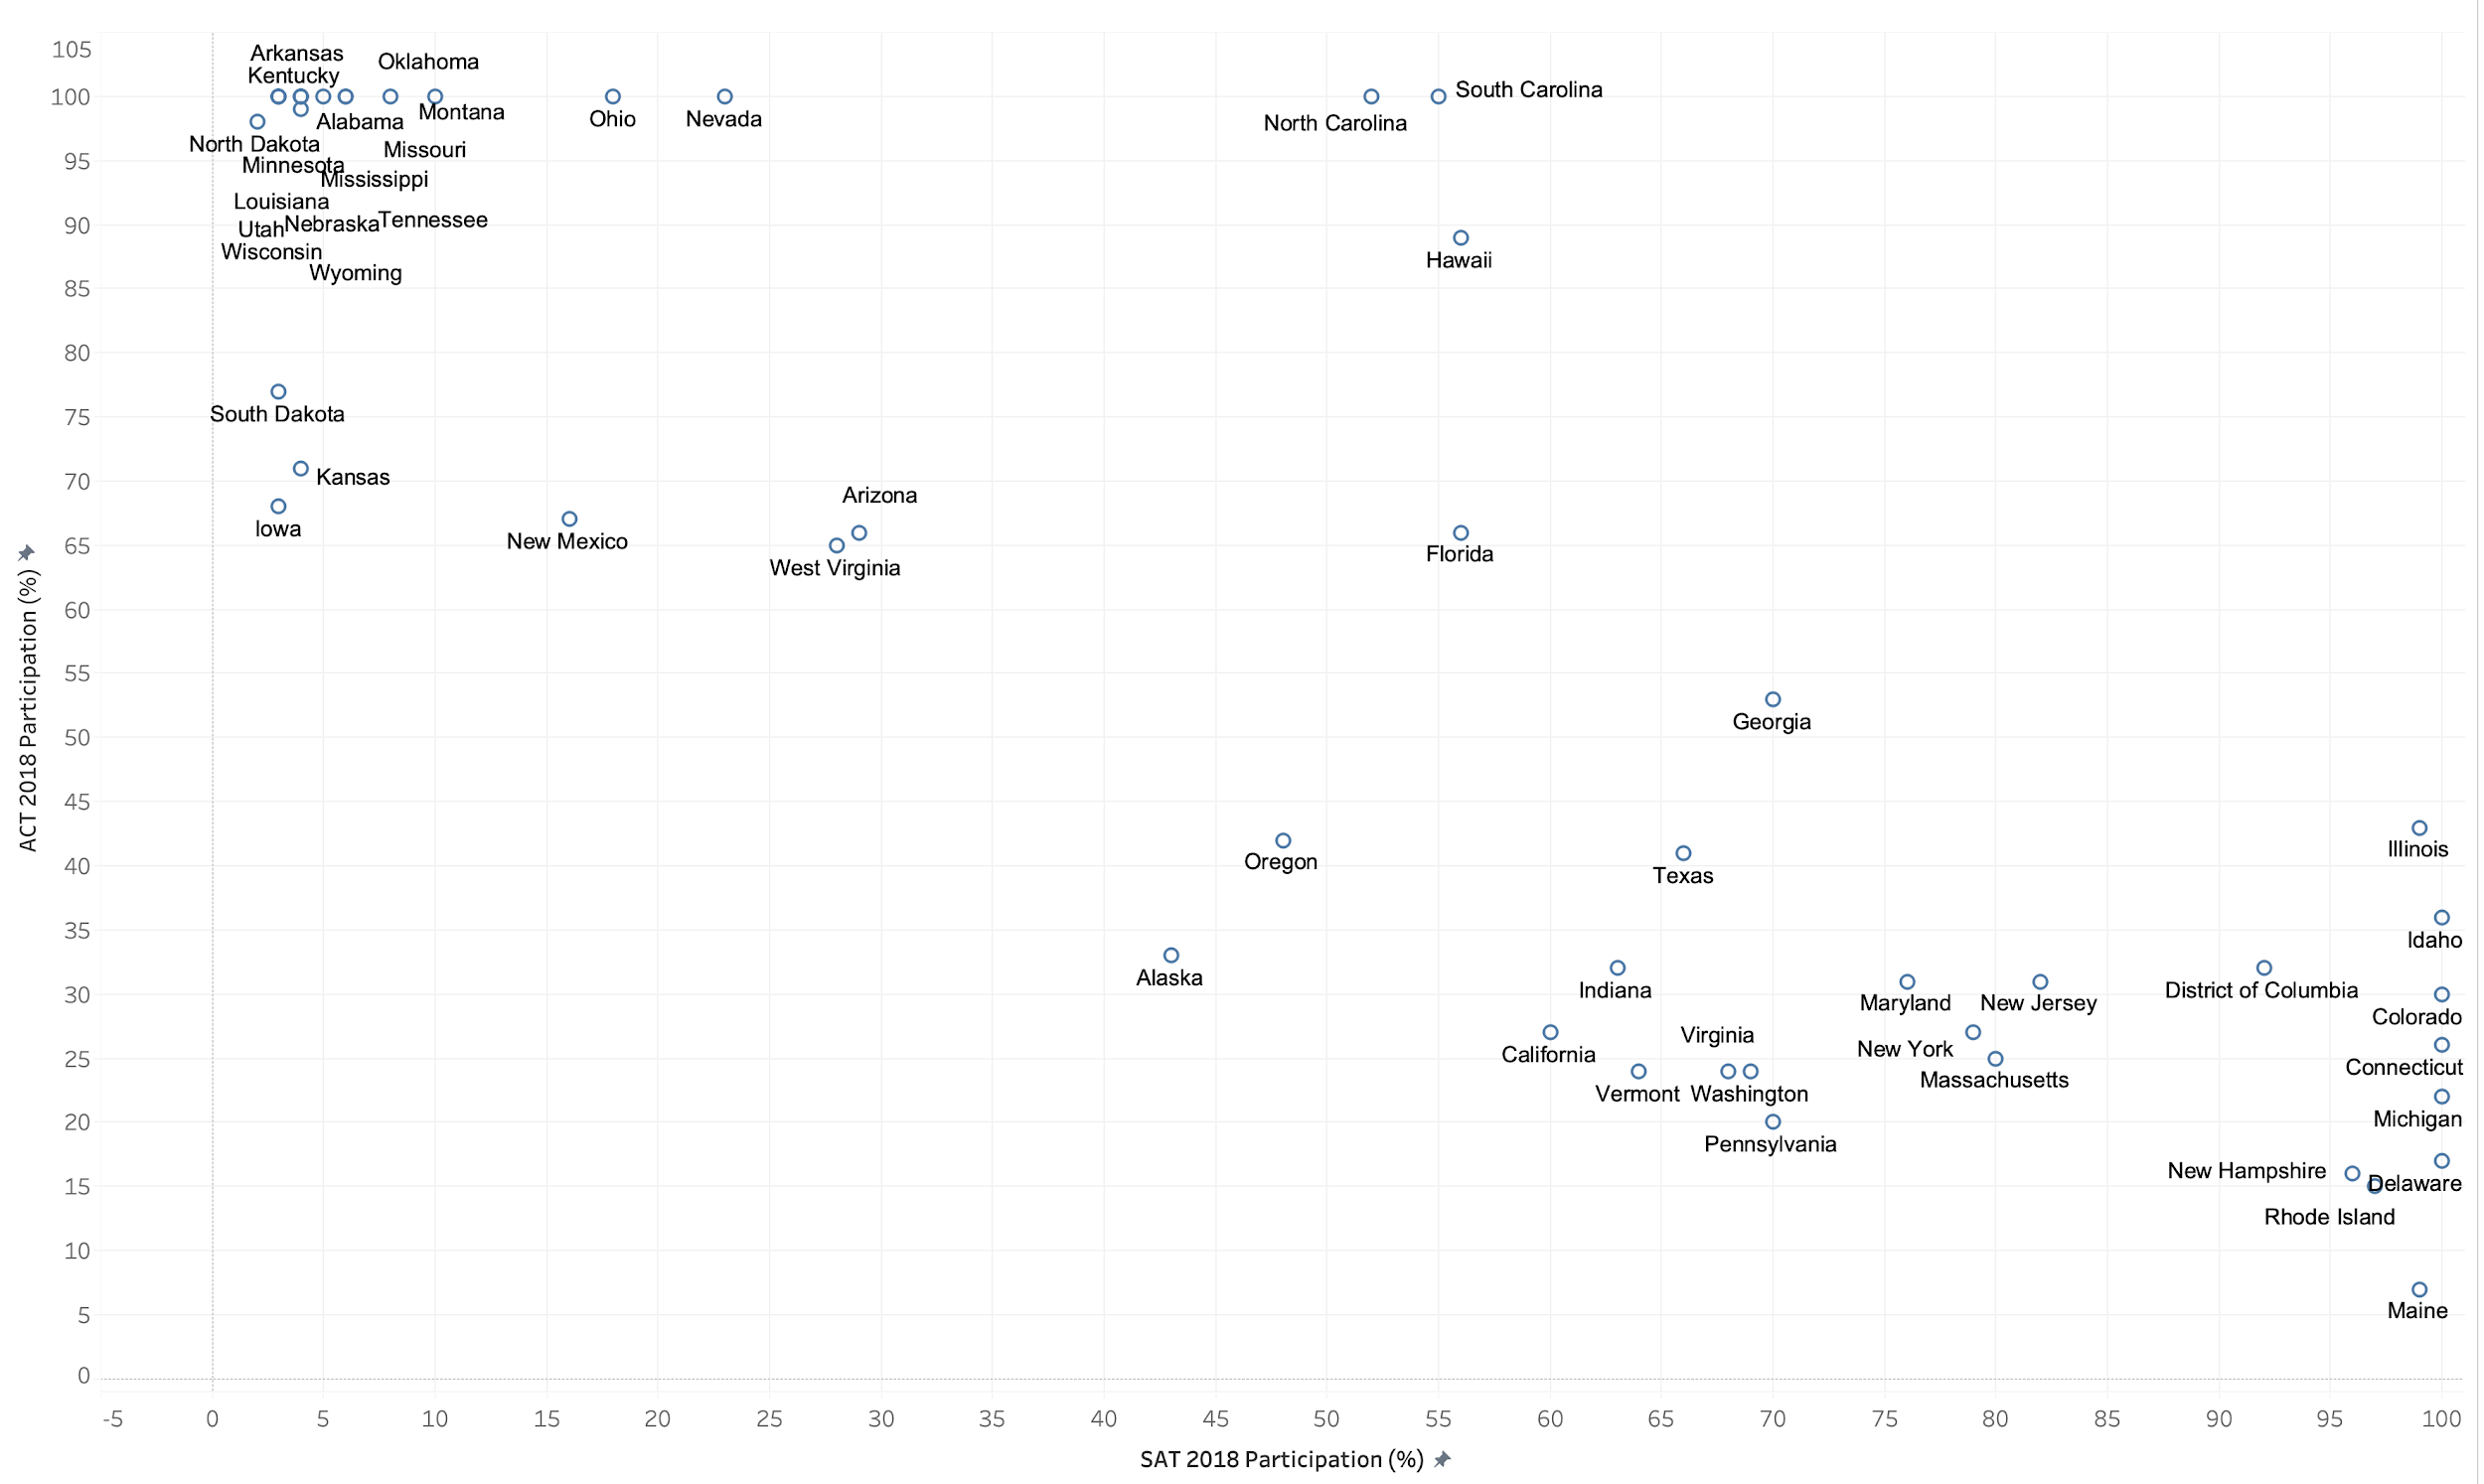 105
Arkansas
Oklahoma
Kentucky
100
South Carolina
Montana
Ohio
Nevada
North Carolina
Alabama
North Dakota
Missouri
95
Minnesota
Mississippi
Louisiana
90
Nebraska
Tennessee
Utah
Wisconsin
Hawaii
Wyoming
85
80
75
South Dakota
70
Kansas
Arizona
Iowa
New Mexico
65
Florida
West Virginia
60
55
50
Georgia
45
40
Oregon
Texas
Illinois
35
Idaho
Alaska
30
Indiana
Maryland
New Jersey
District of Columbia
Colorado
Virginia
25
California
New York
Connecticut
Massachusetts
Vermont
Washington
20
Michigan
Pennsylvania
15
New Hampshire
Delaware
Rhode Island
10
5
Maine
0
ACT 2018 Participation (%)
-5 0 5 10 15 20 25 30 35 40 45 50 55 60 65 70 75 80 85 90 95 100
SAT 2018 Participation (%)